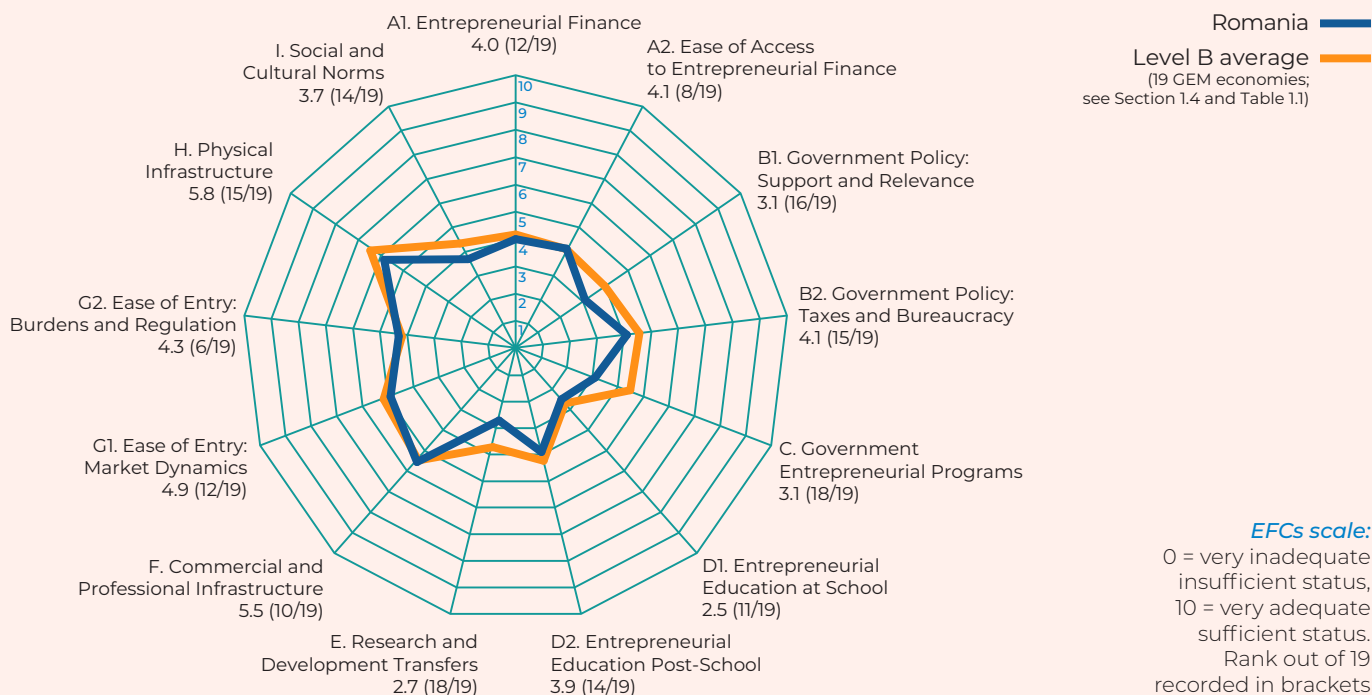 A1. Entrepreneurial Finance
4.0 (12/19)
A2. Ease of Access
to Entrepreneurial Finance
4.1 (8/19)
B1. Government Policy:
Support and Relevance
3.1 (16/19)
B2. Government Policy:
Taxes and Bureaucracy
4.1 (15/19)
C. Government
Entrepreneurial Programs
3.1 (18/19)
D1. Entrepreneurial
Education at School
2.5 (11/19)
D2. Entrepreneurial
Education Post-School
3.9 (14/19)
E. Research and
Development Transfers
2.7 (18/19)
F. Commercial and
Professional Infrastructure
5.5 (10/19)
G1. Ease of Entry:
Market Dynamics
4.9 (12/19)
G2. Ease of Entry:
Burdens and Regulation
4.3 (6/19)
H. Physical
Infrastructure
5.8 (15/19)
I. Social and
Cultural Norms
3.7 (14/19)
10
9
8
7
6
5
4
3
2
1
Romania
Level B average
(19 GEM economies;
see Section 1.4 and Table 1.1)
EFCs scale:
0 = very inadequate
insufficient status,
10 = very adequate
sufficient status.
Rank out of 19
recorded in brackets